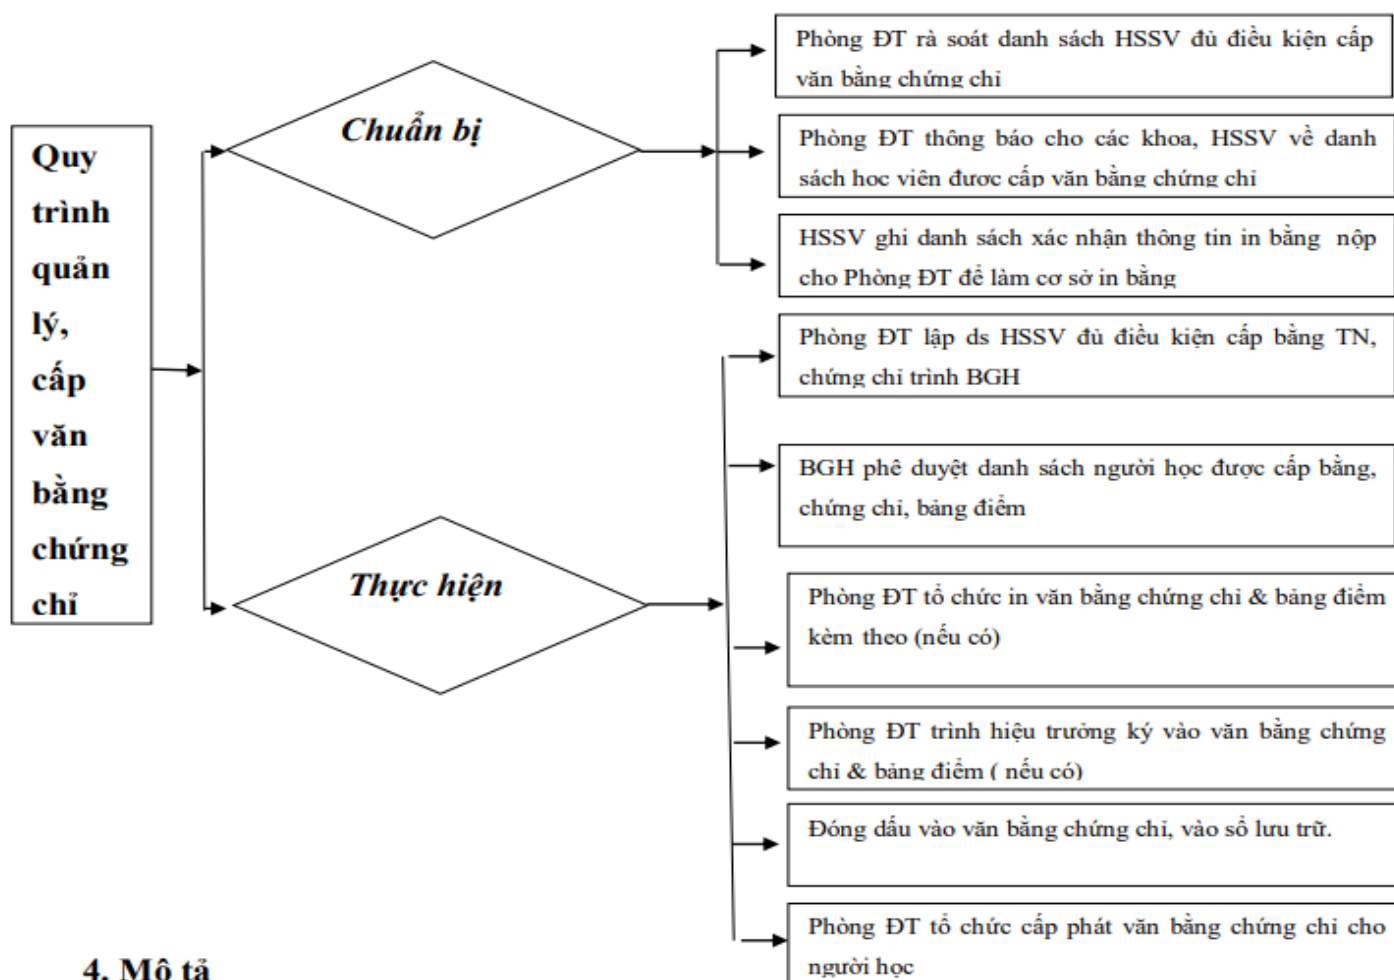 Quy
trình
quản
lý,
cấp
văn
bằng
chứng
chỉ
Chuẩn bị
Phòng ĐT rà soát danh sách HSSV đủ điều kiện cấp
văn bằng chứng chỉ
Phòng ĐT thông báo cho các khoa, HSSV về danh
sách học viên được cấp văn bằng chứng chỉ
HSSV ghi danh sách xác nhận thông tin in bằng nộp
cho Phòng ĐT để làm cơ sở in bằng
Thực hiện
Phòng ĐT lập ds HSSV đủ điều kiện cấp bằng TN,
chứng chỉ trình BGH
BGH phê duyệt danh sách người học được cấp bằng,
chứng chỉ, bảng điểm
Phòng ĐT tổ chức in văn bằng chứng chỉ & bảng điểm
kèm theo (nếu có)
Phòng ĐT trình hiệu trưởng ký vào văn bằng chứng
chỉ & bảng điểm ( nếu có)
Đóng dấu vào văn bằng chứng chỉ, vào sổ lưu trữ.
Phòng ĐT tổ chức cấp phát văn bằng chứng chỉ cho
người học
4. Mô tả